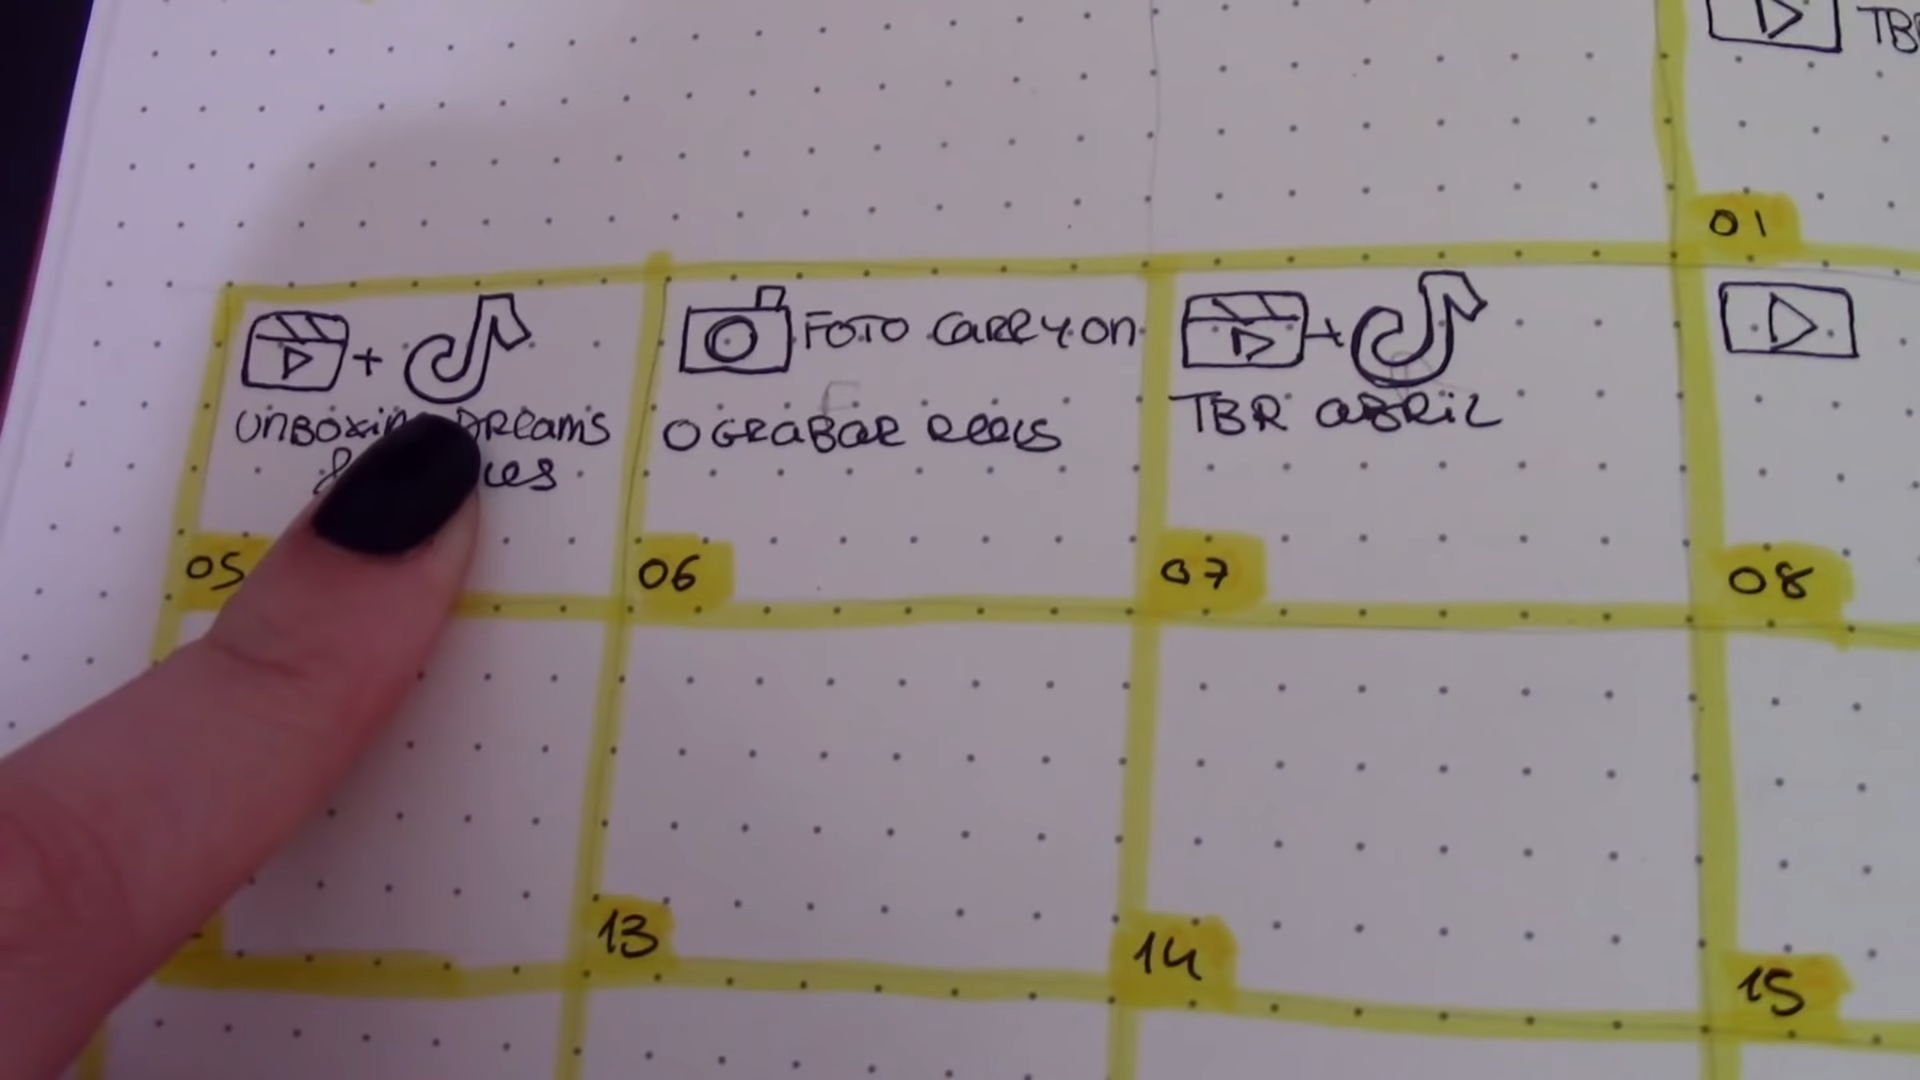 TBR
01
+
UNBOXING DREAMS
&
05
FOTO CARRY ON
O GRABAR REELS
06
+
TBR ABRIL
07
08
13
14
15